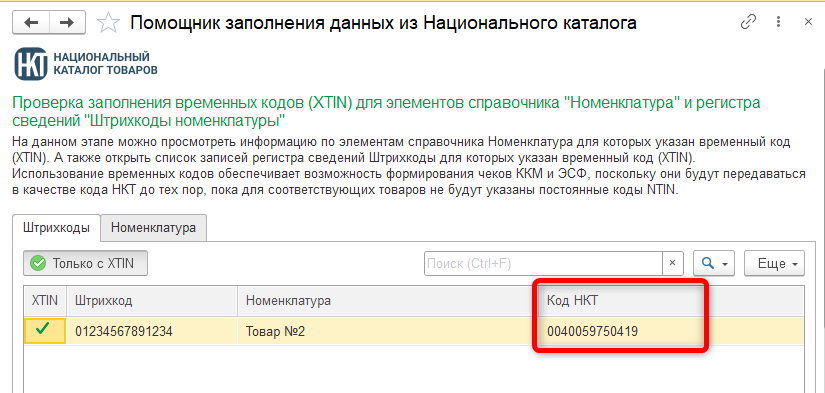 Помощник заполнения данных из Национального каталога
НКТ НАЦИОНАЛЬНЫЙ
КАТАЛОГ ТОВАРОВ
Проверка заполнения временных кодов (XTIN) для элементов справочника "Номенклатура" и регистра
сведений "Штрихкоды номенклатуры"
На данном этапе можно просмотреть информацию по элементам справочника Номенклатура для которых указан временный код
(XTIN). А также открыть список записей регистра сведений Штрихкоды для которых указан временный код (XTIN).
Использование временных кодов обеспечивает возможность формирования чеков ККМ и ЭСФ, поскольку они будут передаваться
в качестве кода НКТ до тех пор, пока для соответствующих товаров не будут указаны постоянные коды NTIN.
Штрихкоды Номенклатура
Только с XTIN Поиск (Ctrl+F) × Еще
XTIN Штрихкод Номенклатура Код НКТ
01234567891234 Товар №2 0040059750419